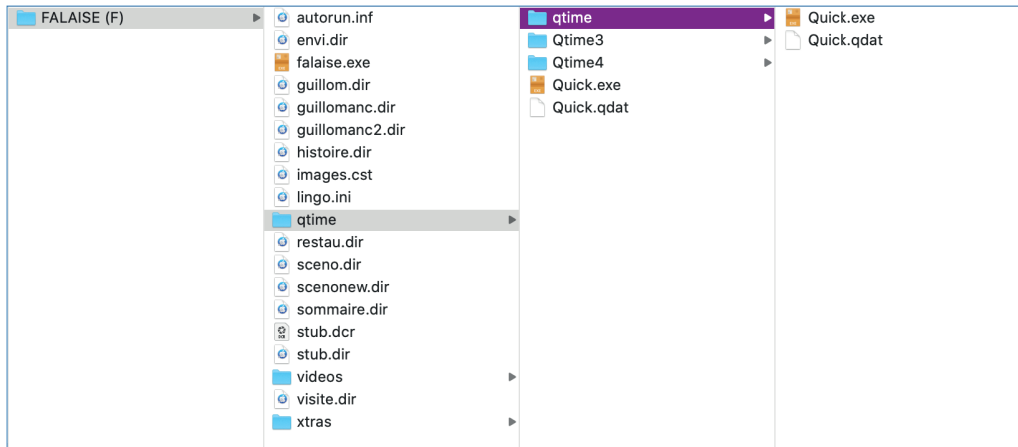 FALAISE (F)
autorun.inf
envi.dir
falaise.exe
guillom.dir
guillomanc.dir
guillomanc2.dir
histoire.dir
images.cst
lingo.ini
qtime
restau.dir
sceno.dir
scenonew.dir
sommaire.dir
stub.dcr
stub.dir
videos
visite.dir
xtras
qtime
Qtime3
Qtime4
Quick.exe
Quick.qdat
Quick.exe
Quick.qdat